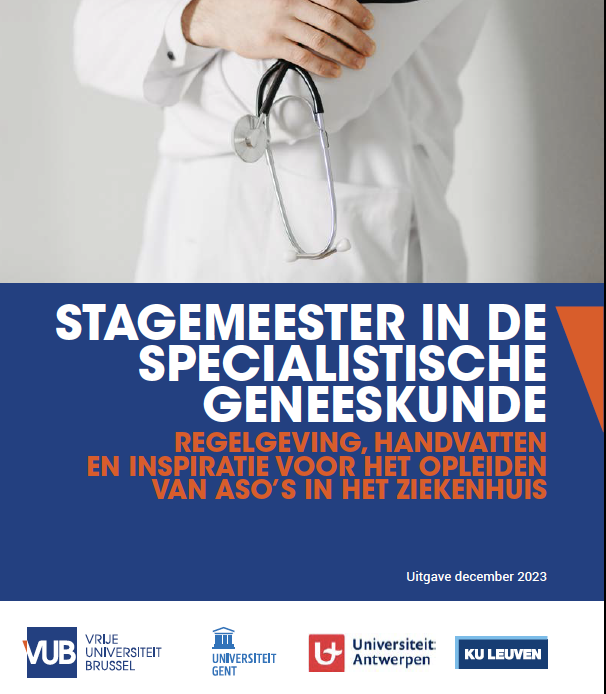 STAGEMEESTER IN DE
SPECIALISTISCHE
GENEESKUNDE
REGELGEVING, HANDVATTEN
EN INSPIRATIE VOOR HET OPLEIDEN
VAN ASO'S IN HET ZIEKENHUIS
Uitgave december 2023
VUB
VRIJE
UNIVERSITEIT
BRUSSEL
UNIVERSITEIT
GENT
Universiteit
Antwerpen
KU LEUVEN